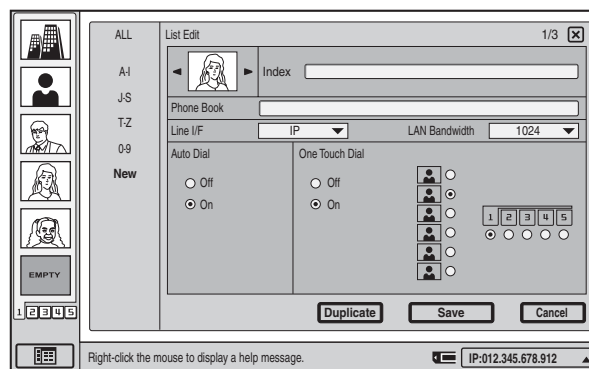 ALL
A-I
J-S
T-Z
0-9
New
List Edit
1/3
Index
Phone Book
Line I/F
IP
LAN Bandwidth
1024
Auto Dial
Off
On
One Touch Dial
Off
On
1 2 3 4 5
Duplicate
Save
Cancel
EMPTY
1 2 3 4 5
Right-click the mouse to display a help message.
IP:012.345.678.912